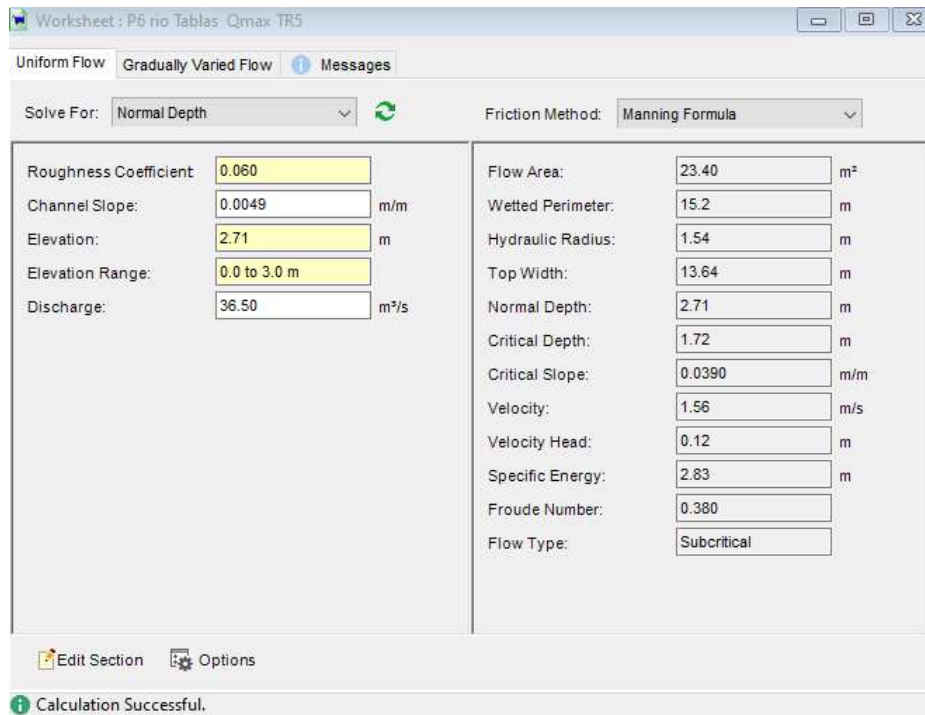 Worksheet : P6 rio Tablas Qmax TR5
Uniform Flow Gradually Varied Flow Messages
Solve For: Normal Depth Friction Method: Manning Formula
Roughness Coefficient 0.060
Channel Slope: 0.0049 m/m
Elevation: 2.71 m
Elevation Range: 0.0 to 3.0 m
Discharge: 36.50 m³/s
Flow Area: 23.40 m²
Wetted Perimeter: 15.2 m
Hydraulic Radius: 1.54 m
Top Width: 13.64 m
Normal Depth: 2.71 m
Critical Depth: 1.72 m
Critical Slope: 0.0390 m/m
Velocity: 1.56 m/s
Velocity Head: 0.12 m
Specific Energy: 2.83 m
Froude Number: 0.380
Flow Type: Subcritical
Edit Section Options
Calculation Successful.